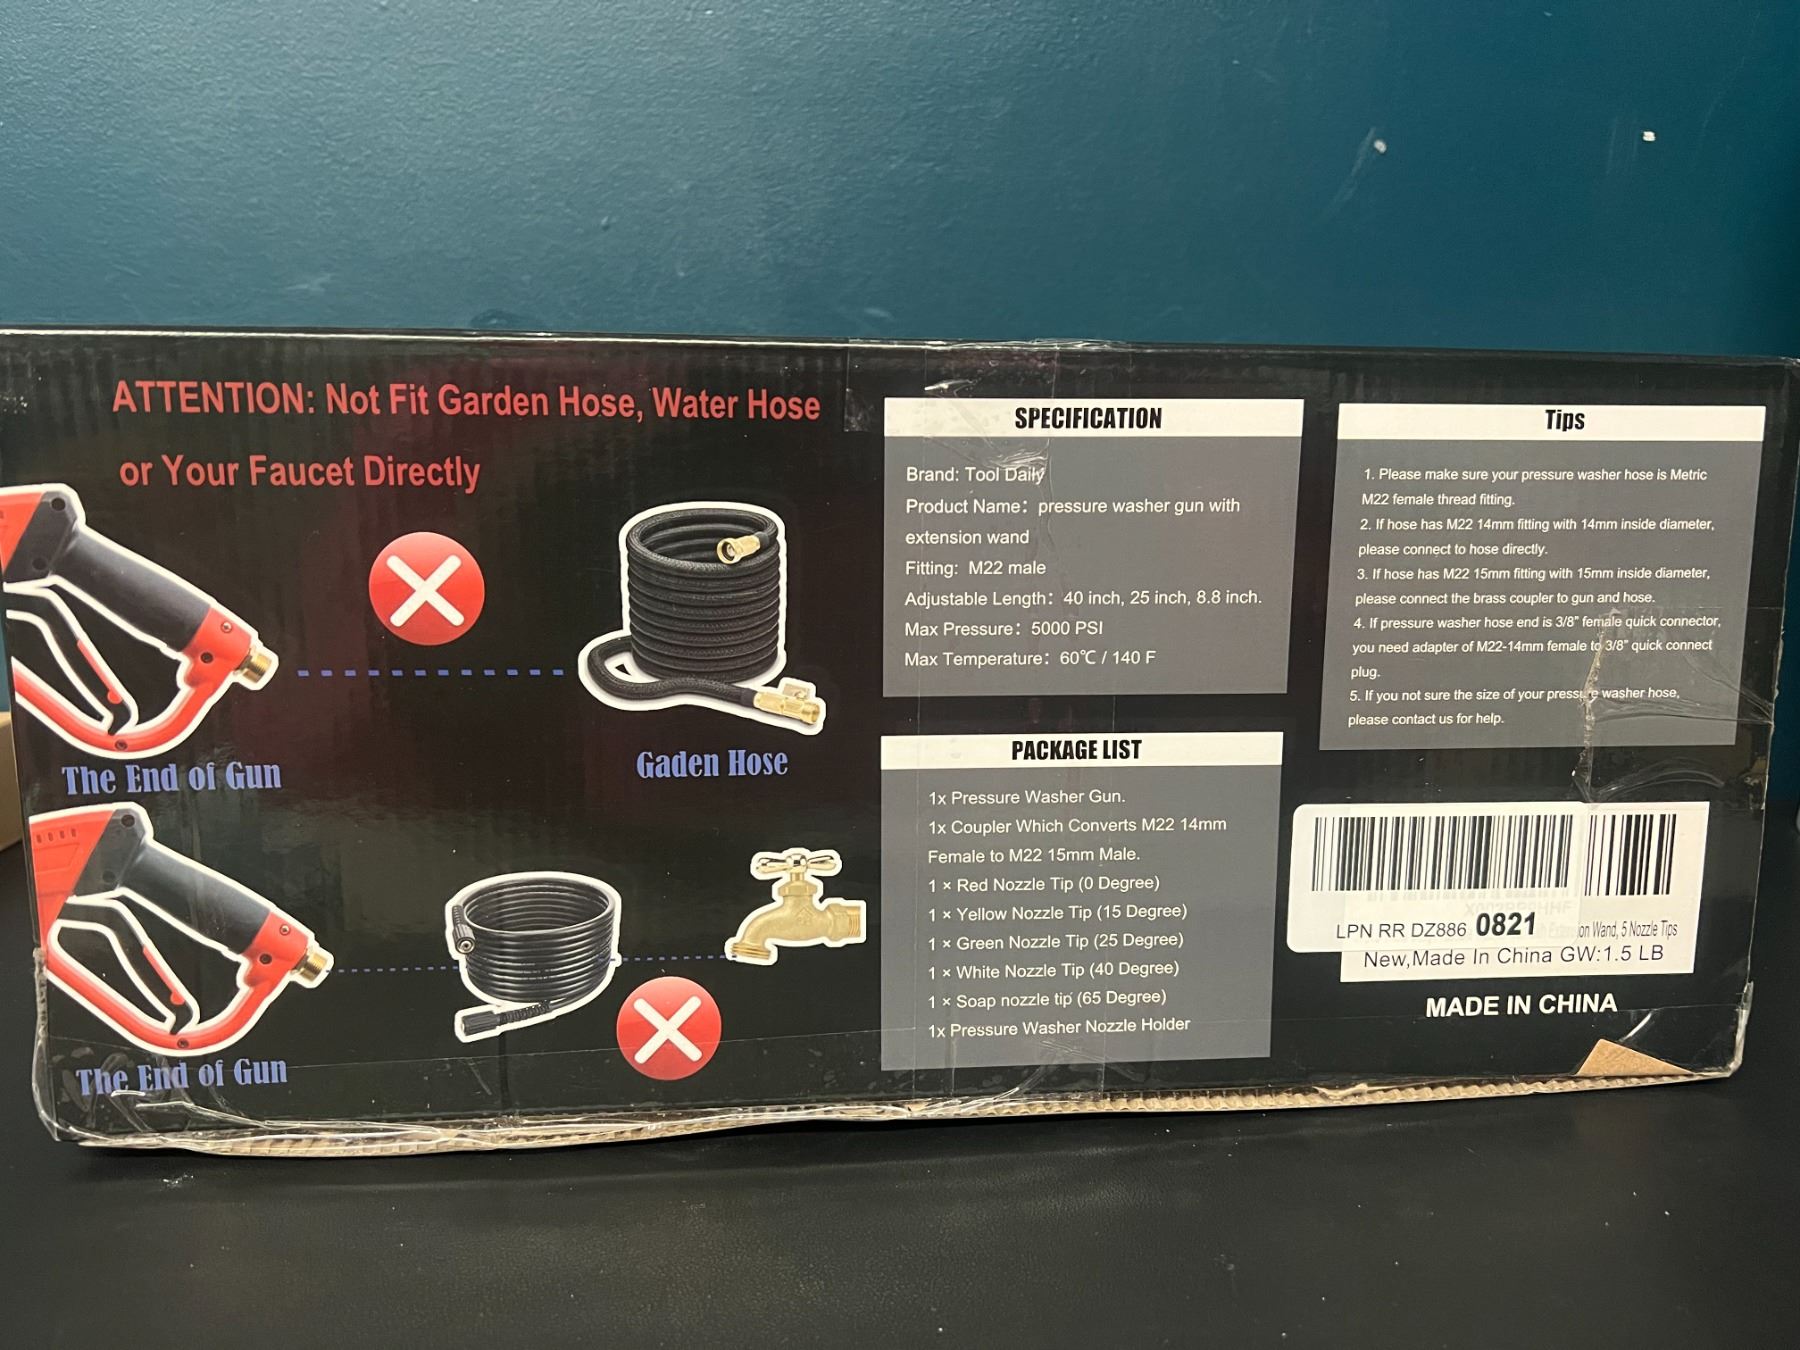 ATTENTION: Not Fit Garden Hose, Water Hose
or Your Faucet Directly
The End of Gun
Gaden Hose
The End of Gun
SPECIFICATION
Brand: Tool Daily
Product Name: pressure washer gun with
extension wand
Fitting: M22 male
Adjustable Length: 40 inch, 25 inch, 8.8 inch.
Max Pressure: 5000 PSI
Max Temperature: 60℃ / 140 F
PACKAGE LIST
1x Pressure Washer Gun.
1x Coupler Which Converts M22 14mm
Female to M22 15mm Male.
1 × Red Nozzle Tip (0 Degree)
1 × Yellow Nozzle Tip (15 Degree)
1 × Green Nozzle Tip (25 Degree)
1 × White Nozzle Tip (40 Degree)
1 × Soap nozzle tip (65 Degree)
1x Pressure Washer Nozzle Holder
Tips
1. Please make sure your pressure washer hose is Metric
M22 female thread fitting.
2. If hose has M22 14mm fitting with 14mm inside diameter,
please connect to hose directly.
3. If hose has M22 15mm fitting with 15mm inside diameter,
please connect the brass coupler to gun and hose.
4. If pressure washer hose end is 3/8" female quick connector,
you need adapter of M22-14mm female to 3/8" quick connect
plug.
5. If you not sure the size of your pressure washer hose,
please contact us for help.
LPN RR DZ886 0821
on Wand, 5 Nozzle Tips
New,Made In China GW:1.5 LB
MADE IN CHINA